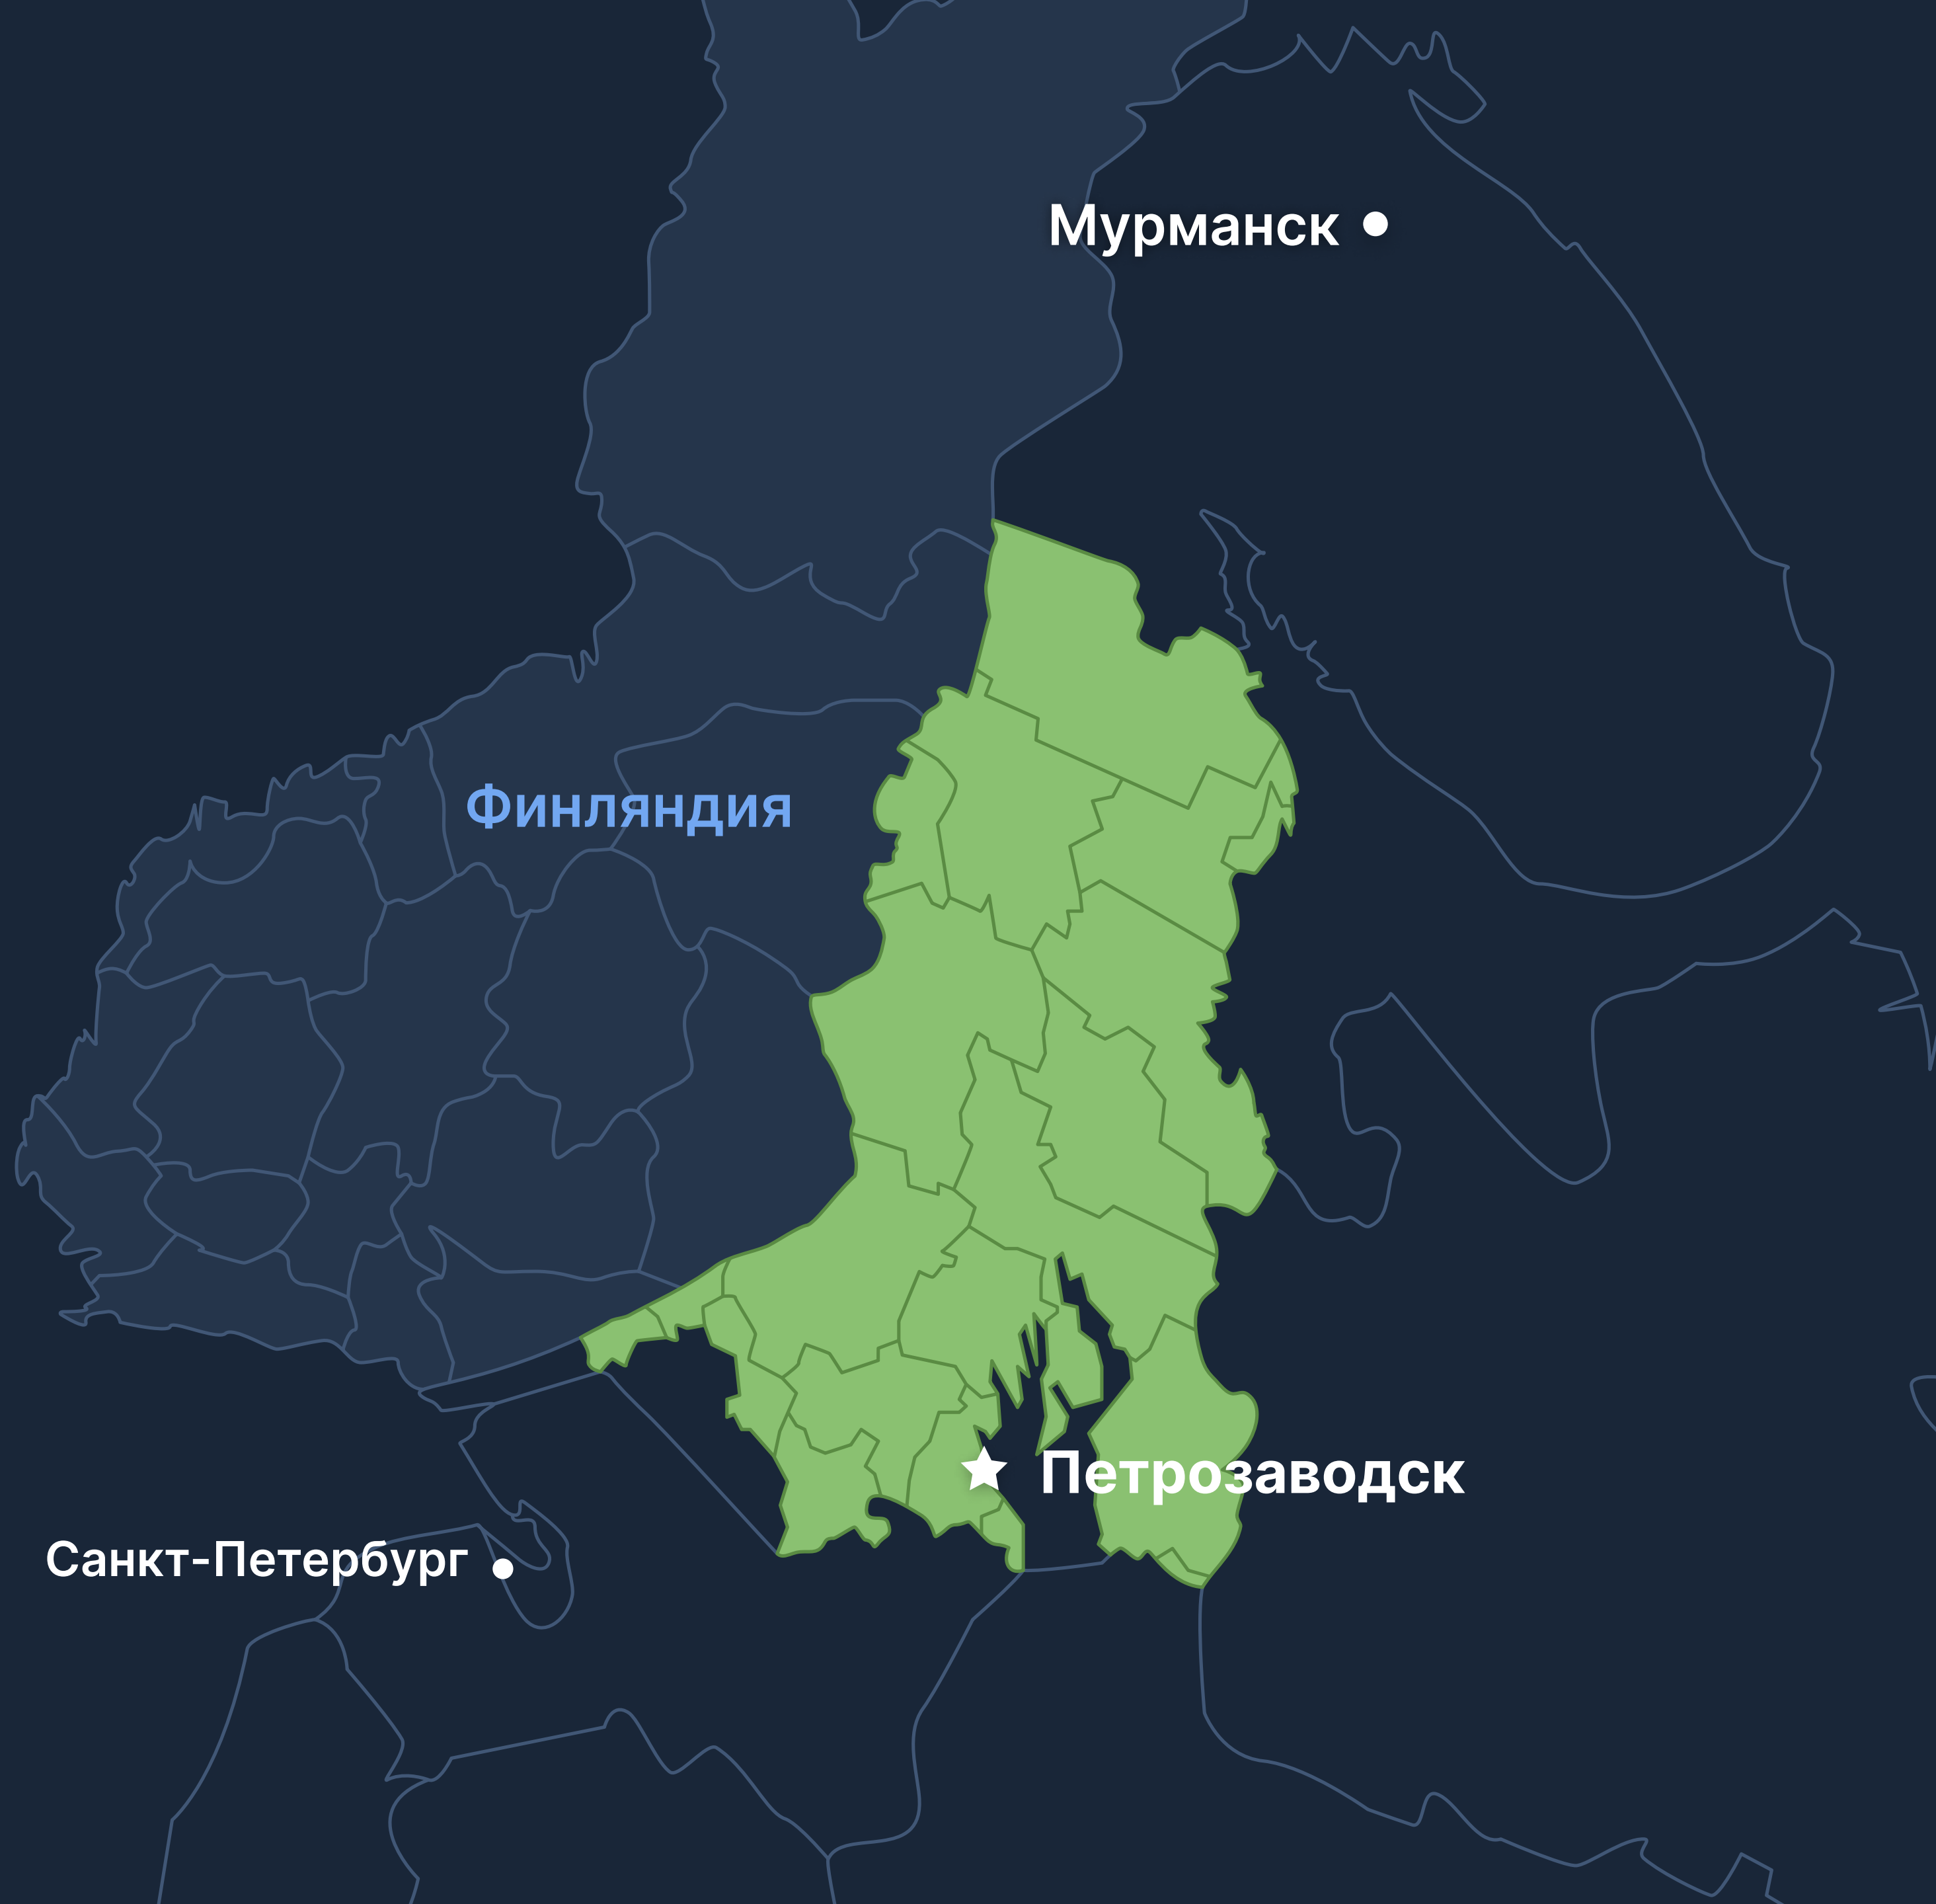 Мурманск
Финляндия
Петрозаводск
Санкт-Петербург